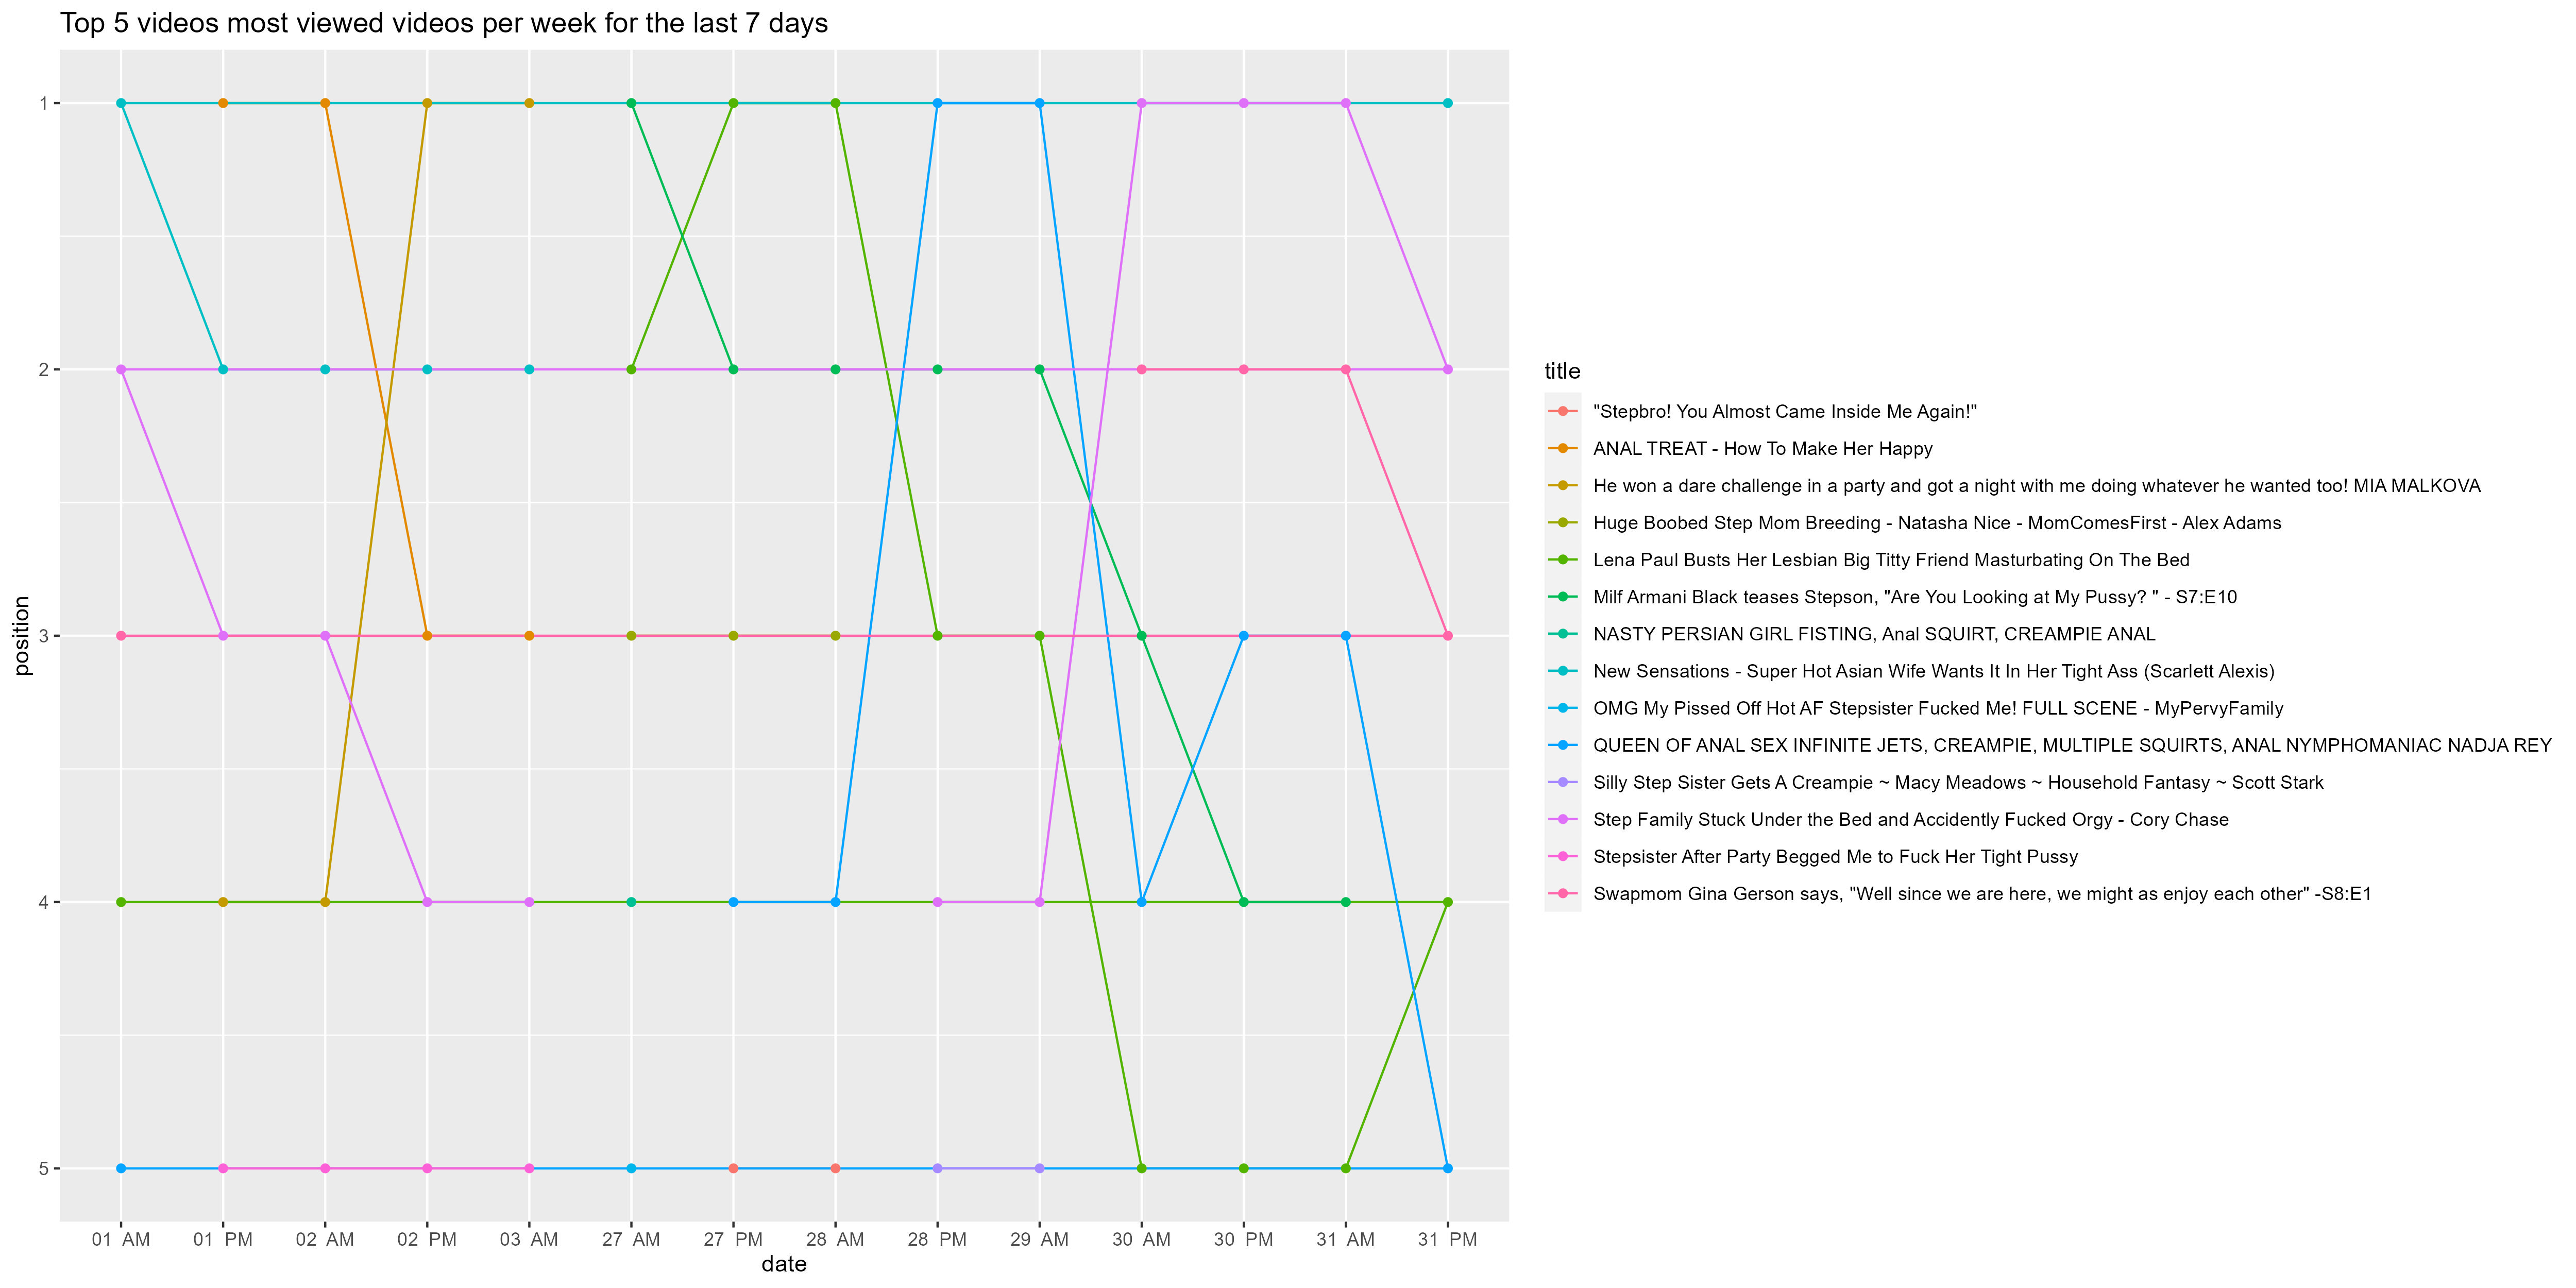 Top 5 videos most viewed videos per week for the last 7 days
position
1
2
3
4
5
01 AM
01 PM
02 AM
02 PM
03 AM
27 AM
27 PM
28 AM
28 PM
29 AM
30 AM
30 PM
31 AM
31 PM
date
title
"Stepbro! You Almost Came Inside Me Again!"
ANAL TREAT - How To Make Her Happy
He won a dare challenge in a party and got a night with me doing whatever he wanted too! MIA MALKOVA
Huge Boobed Step Mom Breeding - Natasha Nice - MomComesFirst - Alex Adams
Lena Paul Busts Her Lesbian Big Titty Friend Masturbating On The Bed
Milf Armani Black teases Stepson, "Are You Looking at My Pussy? " - S7:E10
NASTY PERSIAN GIRL FISTING, Anal SQUIRT, CREAMPIE ANAL
New Sensations - Super Hot Asian Wife Wants It In Her Tight Ass (Scarlett Alexis)
OMG My Pissed Off Hot AF Stepsister Fucked Me! FULL SCENE - MyPervyFamily
QUEEN OF ANAL SEX INFINITE JETS, CREAMPIE, MULTIPLE SQUIRTS, ANAL NYMPHOMANIAC NADJA REY
Silly Step Sister Gets A Creampie ~ Macy Meadows ~ Household Fantasy ~ Scott Stark
Step Family Stuck Under the Bed and Accidently Fucked Orgy - Cory Chase
Stepsister After Party Begged Me to Fuck Her Tight Pussy
Swapmom Gina Gerson says, "Well since we are here, we might as enjoy each other" -S8:E1